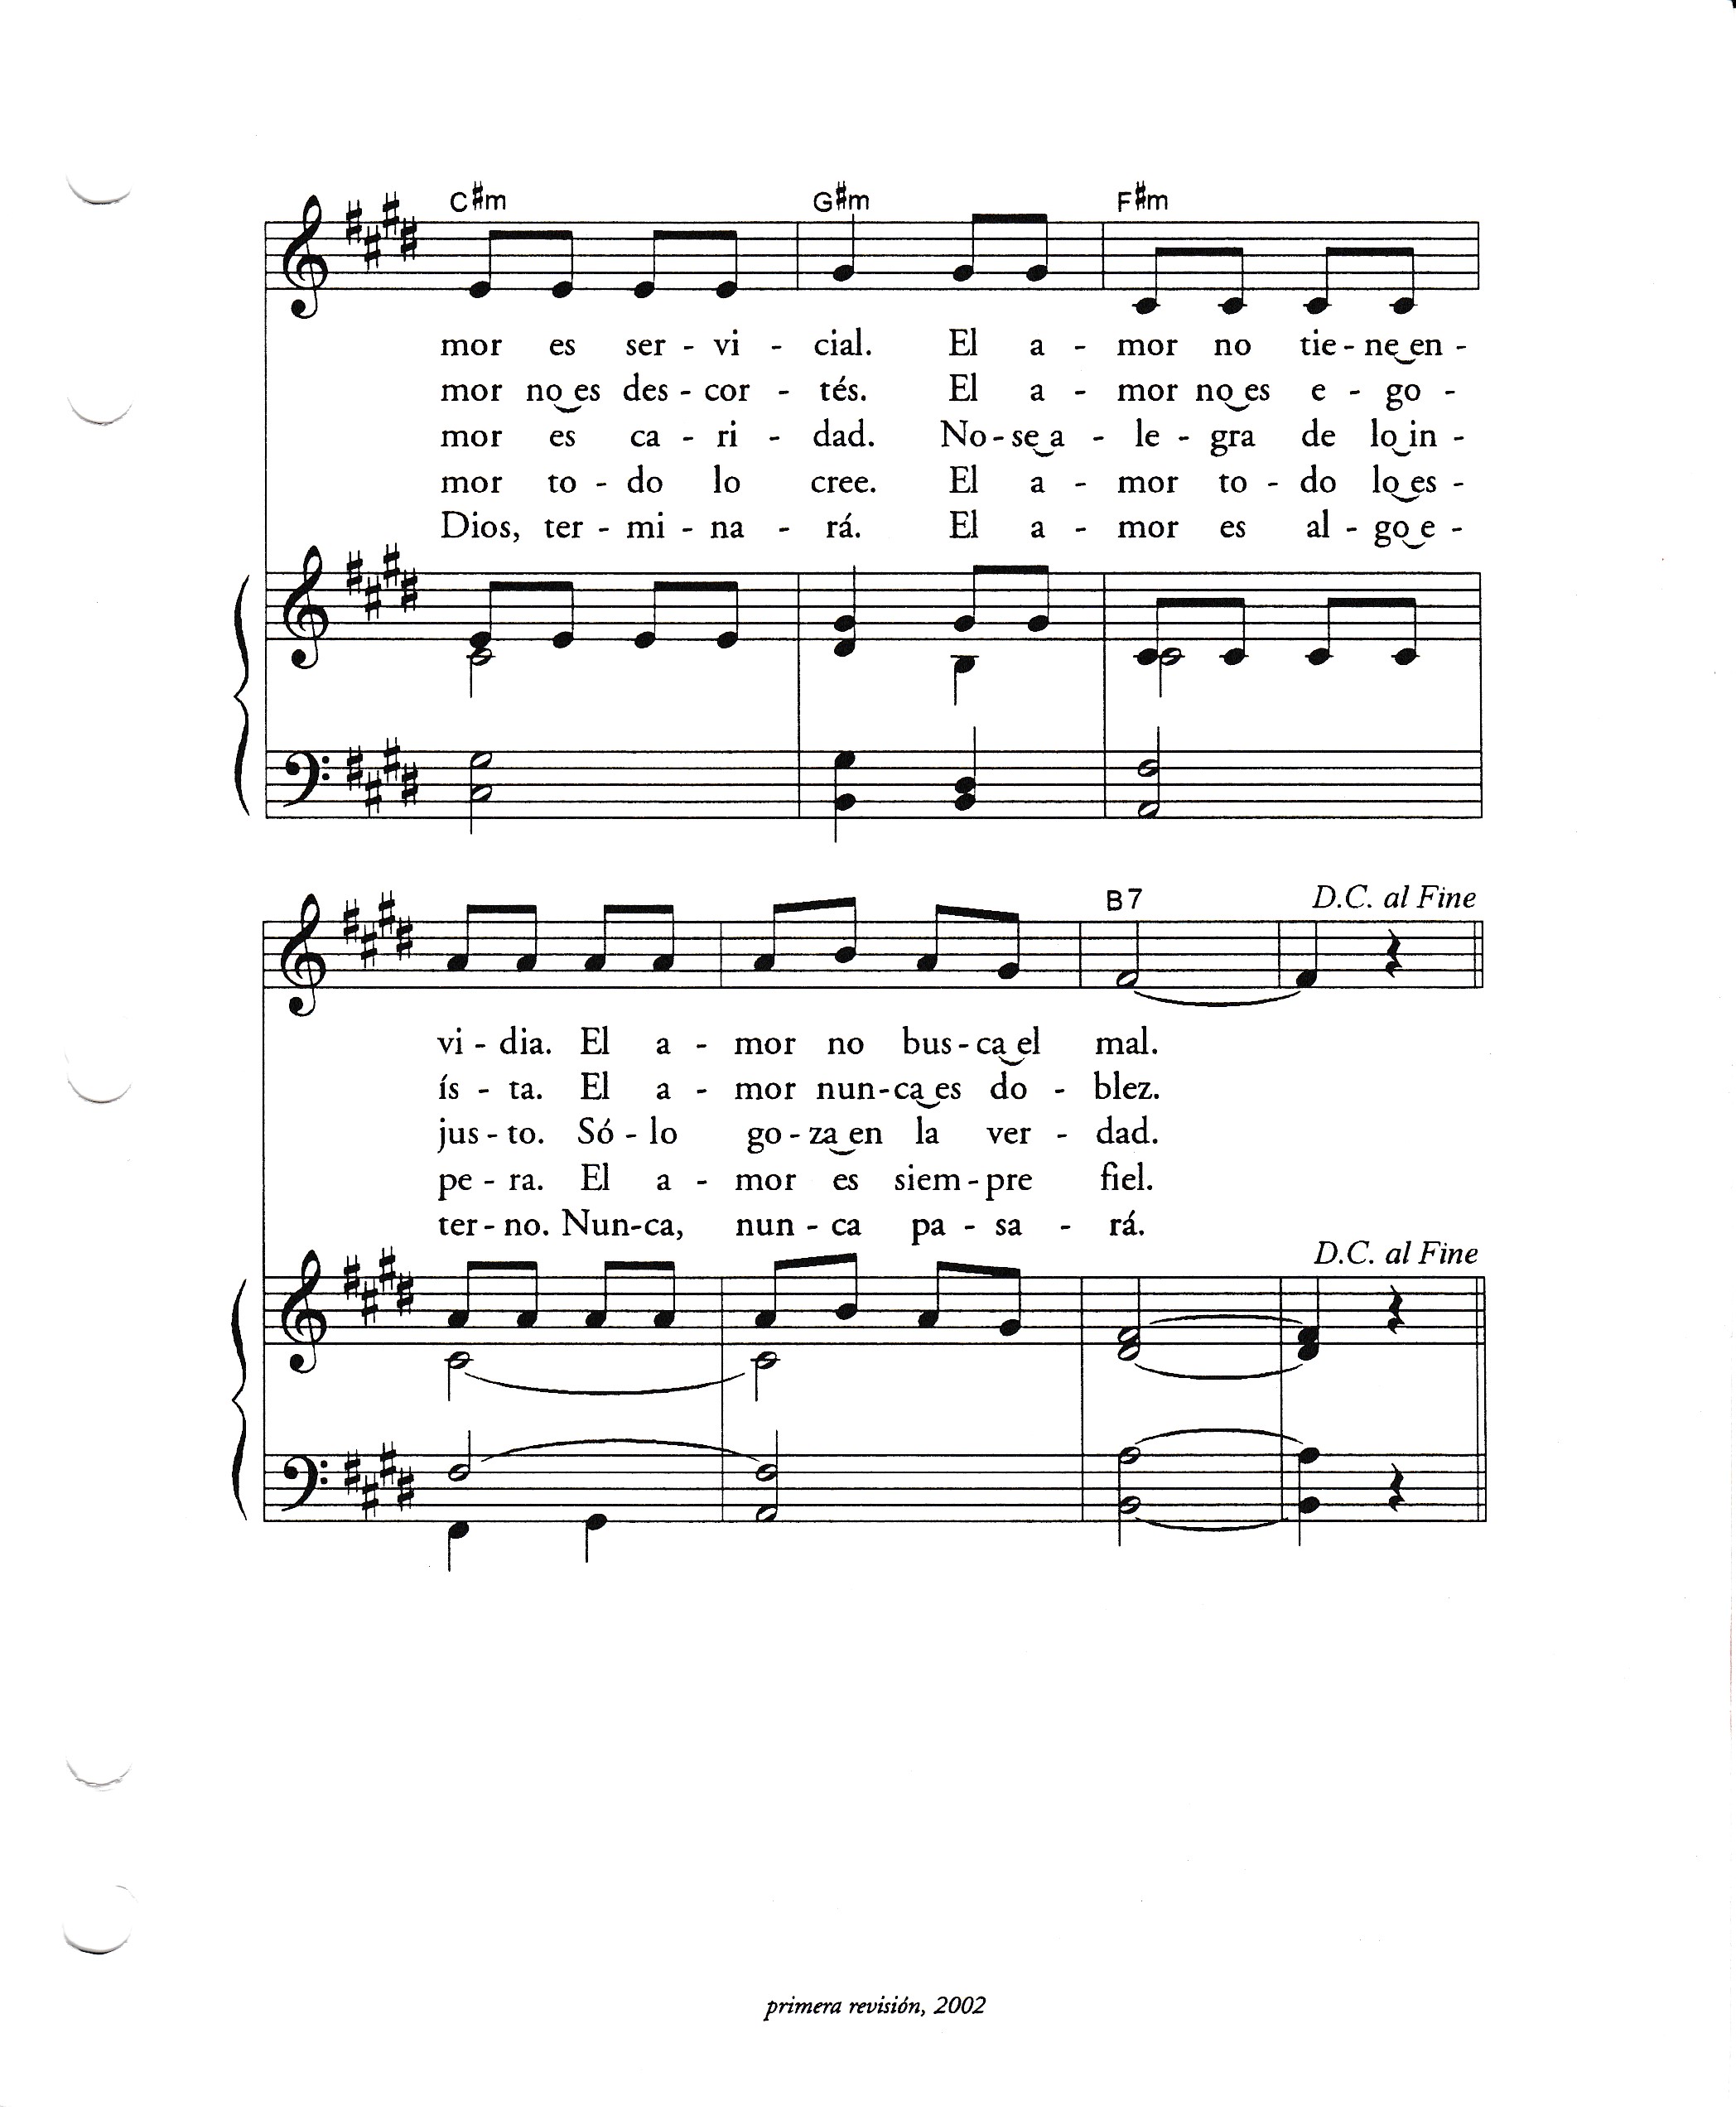 C♯m G♯m F♯m
mor es ser - vi - cial. El a - mor no tie - ne en -
mor no es des - cor - tés. El a - mor no es e - go -
mor es ca - ri - dad. No - se a - le - gra de lo in -
mor to - do lo cree. El a - mor to - do lo es -
Dios, ter - mi - na - rá. El a - mor es al - go e -
B7 D.C. al Fine
vi - dia. El a - mor no bus - ca el mal.
ís - ta. El a - mor nun - ca es do - blez.
jus - to. Só - lo go - za en la ver - dad.
pe - ra. El a - mor es siem - pre fiel.
ter - no. Nun - ca, nun - ca pa - sa - rá.
D.C. al Fine
primera revisión, 2002